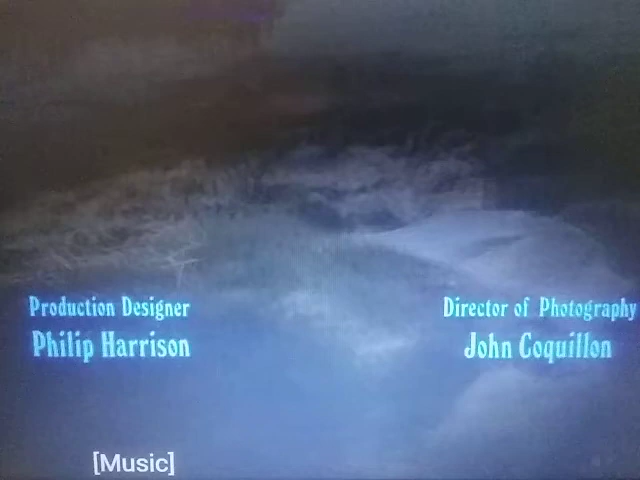 Production Designer
Philip Harrison
Director of Photography
John Coquillon
[Music]